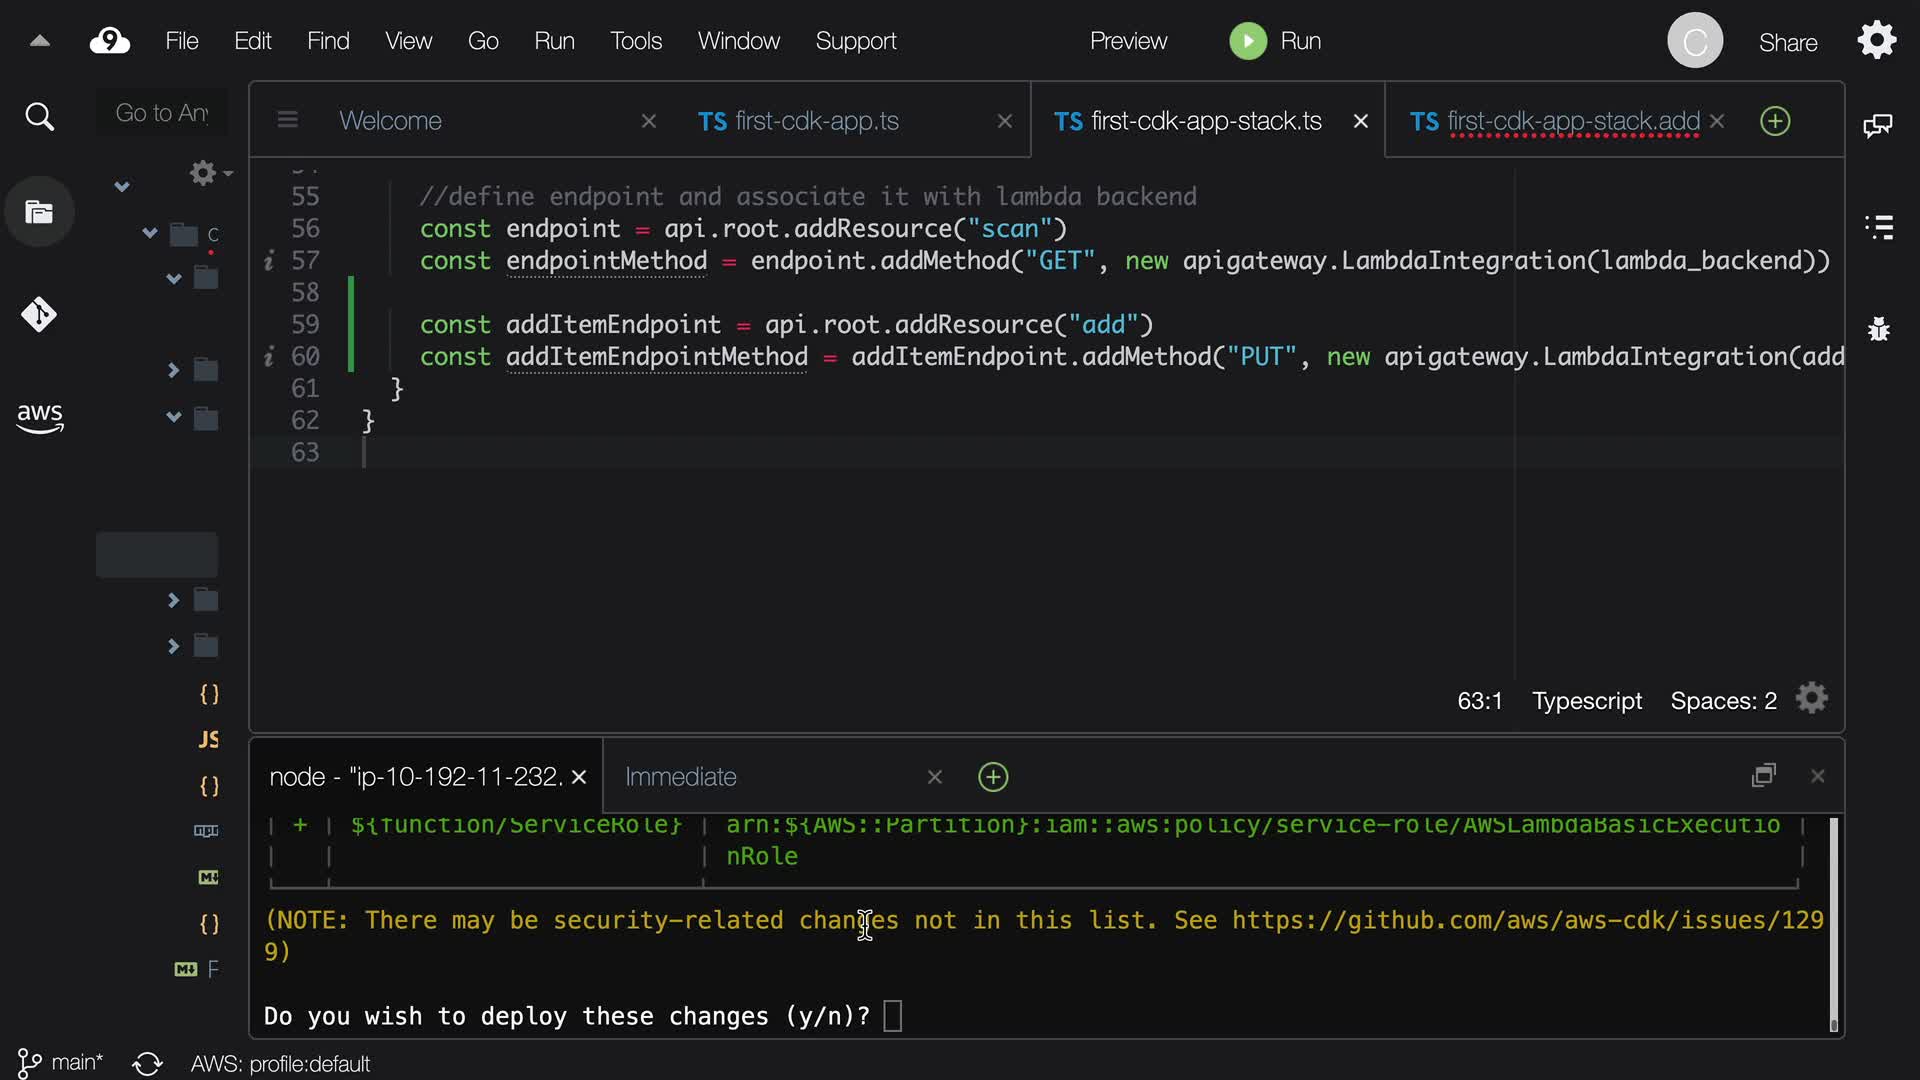 9 File Edit Find View Go Run Tools Window Support Preview Run C Share
Go to Any
Welcome
TS first-cdk-app.ts
TS first-cdk-app-stack.ts
TS first-cdk-app-stack.add
C
55 //define endpoint and associate it with lambda backend
56 const endpoint = api.root.addResource("scan")
57 const endpointMethod = endpoint.addMethod("GET", new apigateway.LambdaIntegration(lambda_backend))
58
59 const addItemEndpoint = api.root.addResource("add")
60 const addItemEndpointMethod = addItemEndpoint.addMethod("PUT", new apigateway.LambdaIntegration(add
61 }
62 }
63
aws
{}
JS
{}
{}
F
63:1 Typescript Spaces: 2
node - "ip-10-192-11-232.
Immediate
| + | ${function/ServiceRole} | arn:${AWS::Partition}:iam::aws:policy/service-role/AWSLambdaBasicExecutio |
| | | nRole |
(NOTE: There may be security-related changes not in this list. See https://github.com/aws/aws-cdk/issues/129
9)
Do you wish to deploy these changes (y/n)?
main* AWS: profile:default